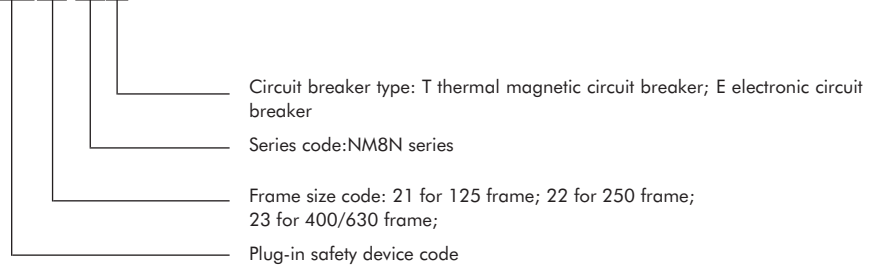 Circuit breaker type: T thermal magnetic circuit breaker; E electronic circuit
breaker
Series code:NM8N series
Frame size code: 21 for 125 frame; 22 for 250 frame;
23 for 400/630 frame;
Plug-in safety device code